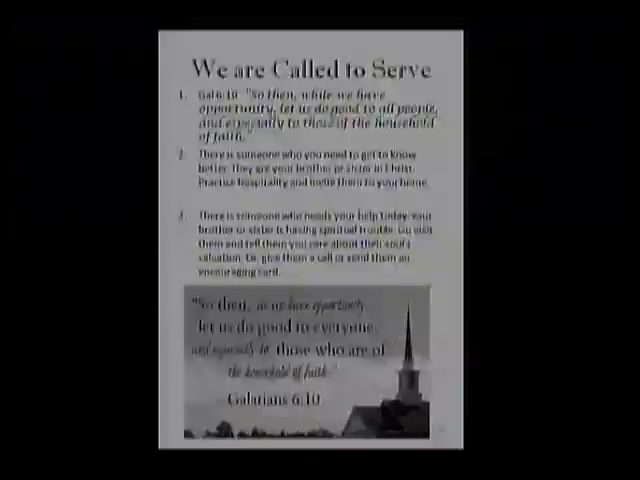 We are Called to Serve
1. Gal 6:10 "So then, while we have
opportunity, let us do good to all people,
and especially to those of the household
of faith."
2. There is someone who you need to get to know
better. They are your brother or sister in Christ.
Practice hospitality and invite them to your home.
3. There is someone who needs your help today. Your
brother or sister is having spiritual trouble. Go visit
them and tell them you care about their soul's
salvation. Or, give them a call or send them an
encouraging card.
"So then, as we have opportunity,
let us do good to everyone,
and especially to those who are of
the household of faith."
Galatians 6:10